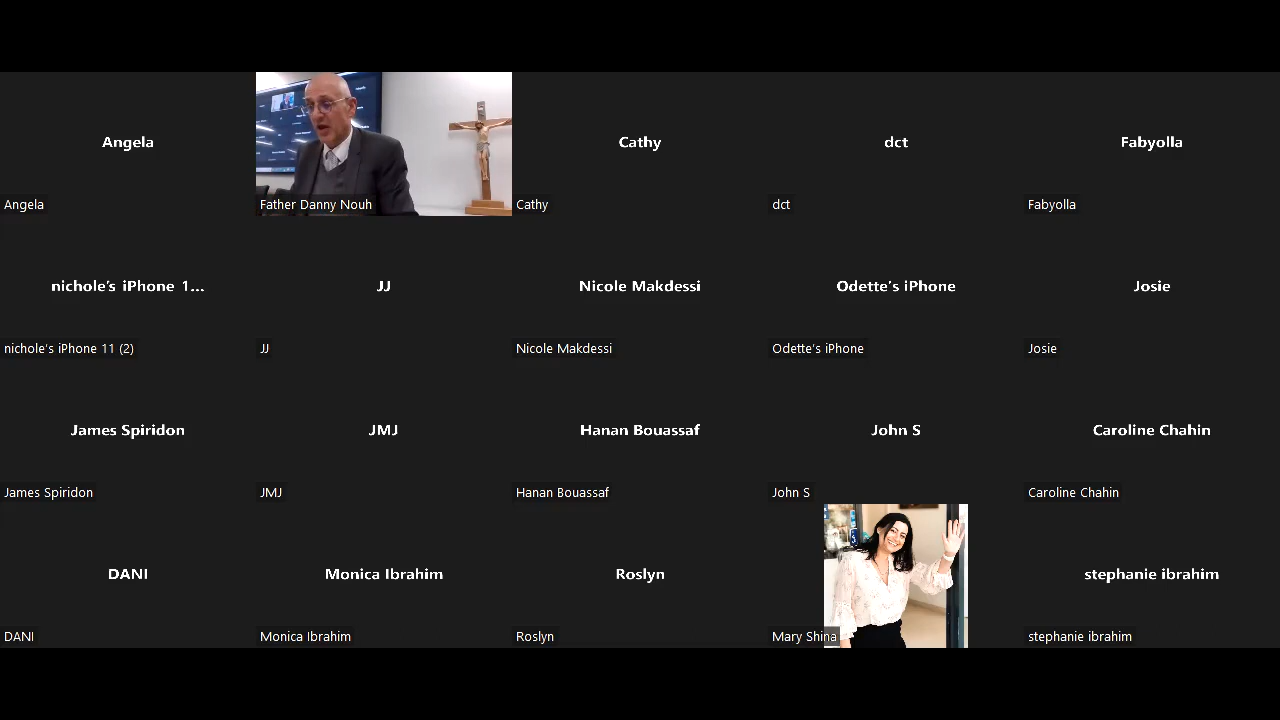 Angela
Cathy
dct
Fabyolla
Angela
Father Danny Nouh
Cathy
dct
Fabyolla
nichole's iPhone 1...
JJ
Nicole Makdessi
Odette's iPhone
Josie
nichole's iPhone 11 (2)
JJ
Nicole Makdessi
Odette's iPhone
Josie
James Spiridon
JMJ
Hanan Bouassaf
John S
Caroline Chahin
James Spiridon
JMJ
Hanan Bouassaf
John S
Caroline Chahin
DANI
Monica Ibrahim
Roslyn
stephanie ibrahim
DANI
Monica Ibrahim
Roslyn
Mary Shina
stephanie ibrahim